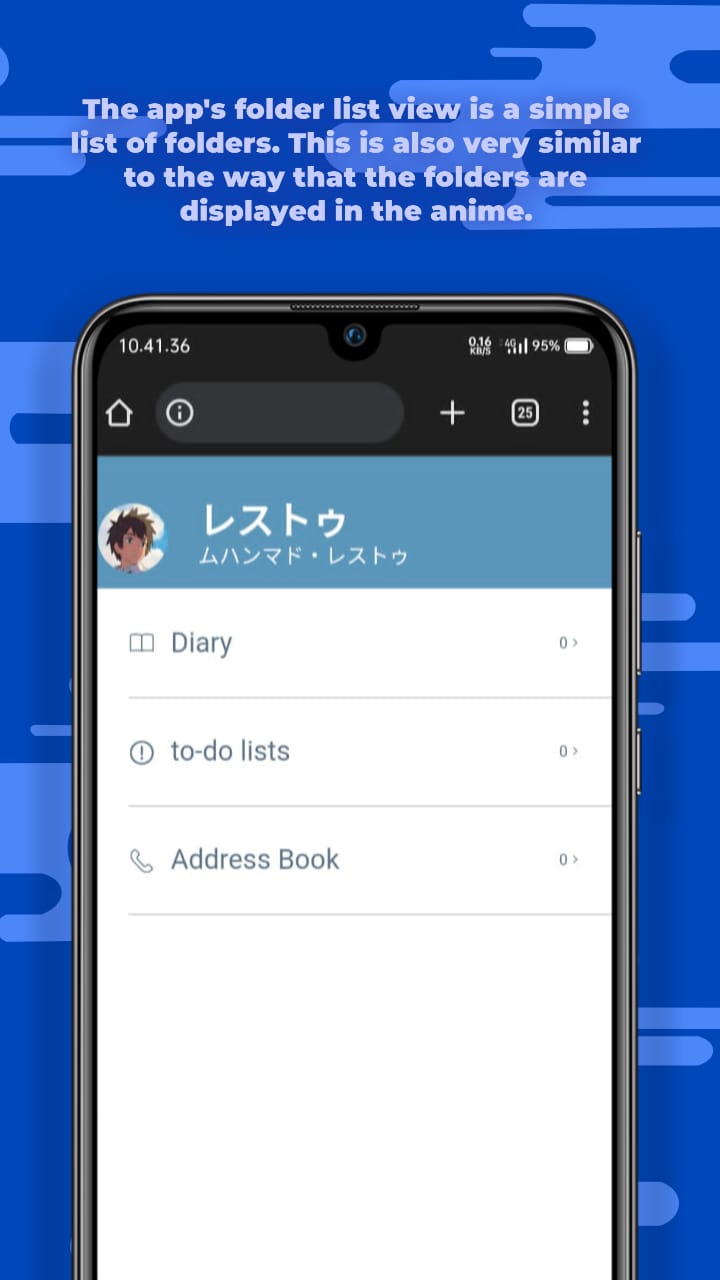 The app's folder list view is a simple
list of folders. This is also very similar
to the way that the folders are
displayed in the anime.
10.41.36
0.16
KB/S
4G
95%
25
レストゥ
ムハンマド・レストゥ
Diary
0 >
to-do lists
0 >
Address Book
0 >